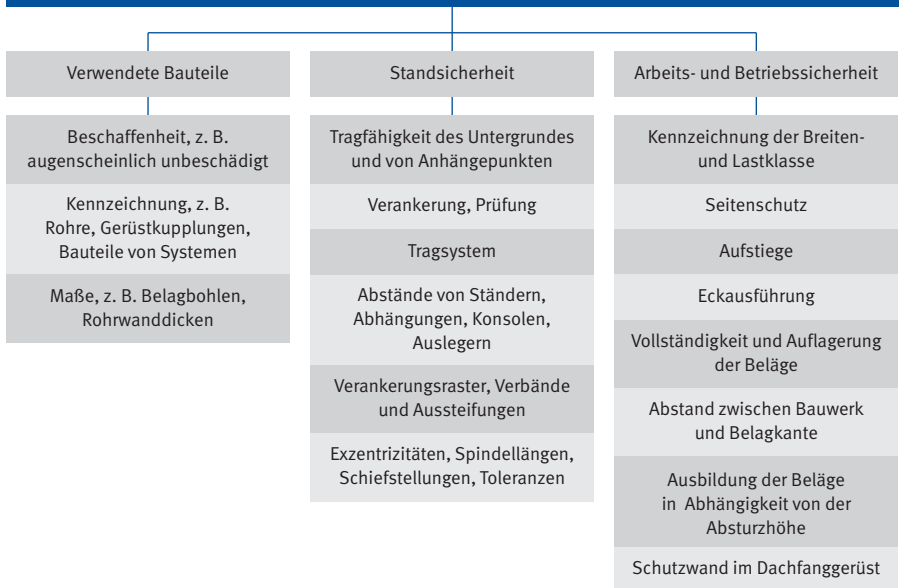 Verwendete Bauteile
Beschaffenheit, z. B.
augenscheinlich unbeschädigt
Kennzeichnung, z. B.
Rohre, Gerüstkupplungen,
Bauteile von Systemen
Maße, z. B. Belagbohlen,
Rohrwanddicken
Standsicherheit
Tragfähigkeit des Untergrundes
und von Anhängepunkten
Verankerung, Prüfung
Tragsystem
Abstände von Ständern,
Abhängungen, Konsolen,
Auslegern
Verankerungsraster, Verbände
und Aussteifungen
Exzentrizitäten, Spindellängen,
Schiefstellungen, Toleranzen
Arbeits- und Betriebssicherheit
Kennzeichnung der Breiten-
und Lastklasse
Seitenschutz
Aufstiege
Eckausführung
Vollständigkeit und Auflagerung
der Beläge
Abstand zwischen Bauwerk
und Belagkante
Ausbildung der Beläge
in Abhängigkeit von der
Absturzhöhe
Schutzwand im Dachfanggerüst